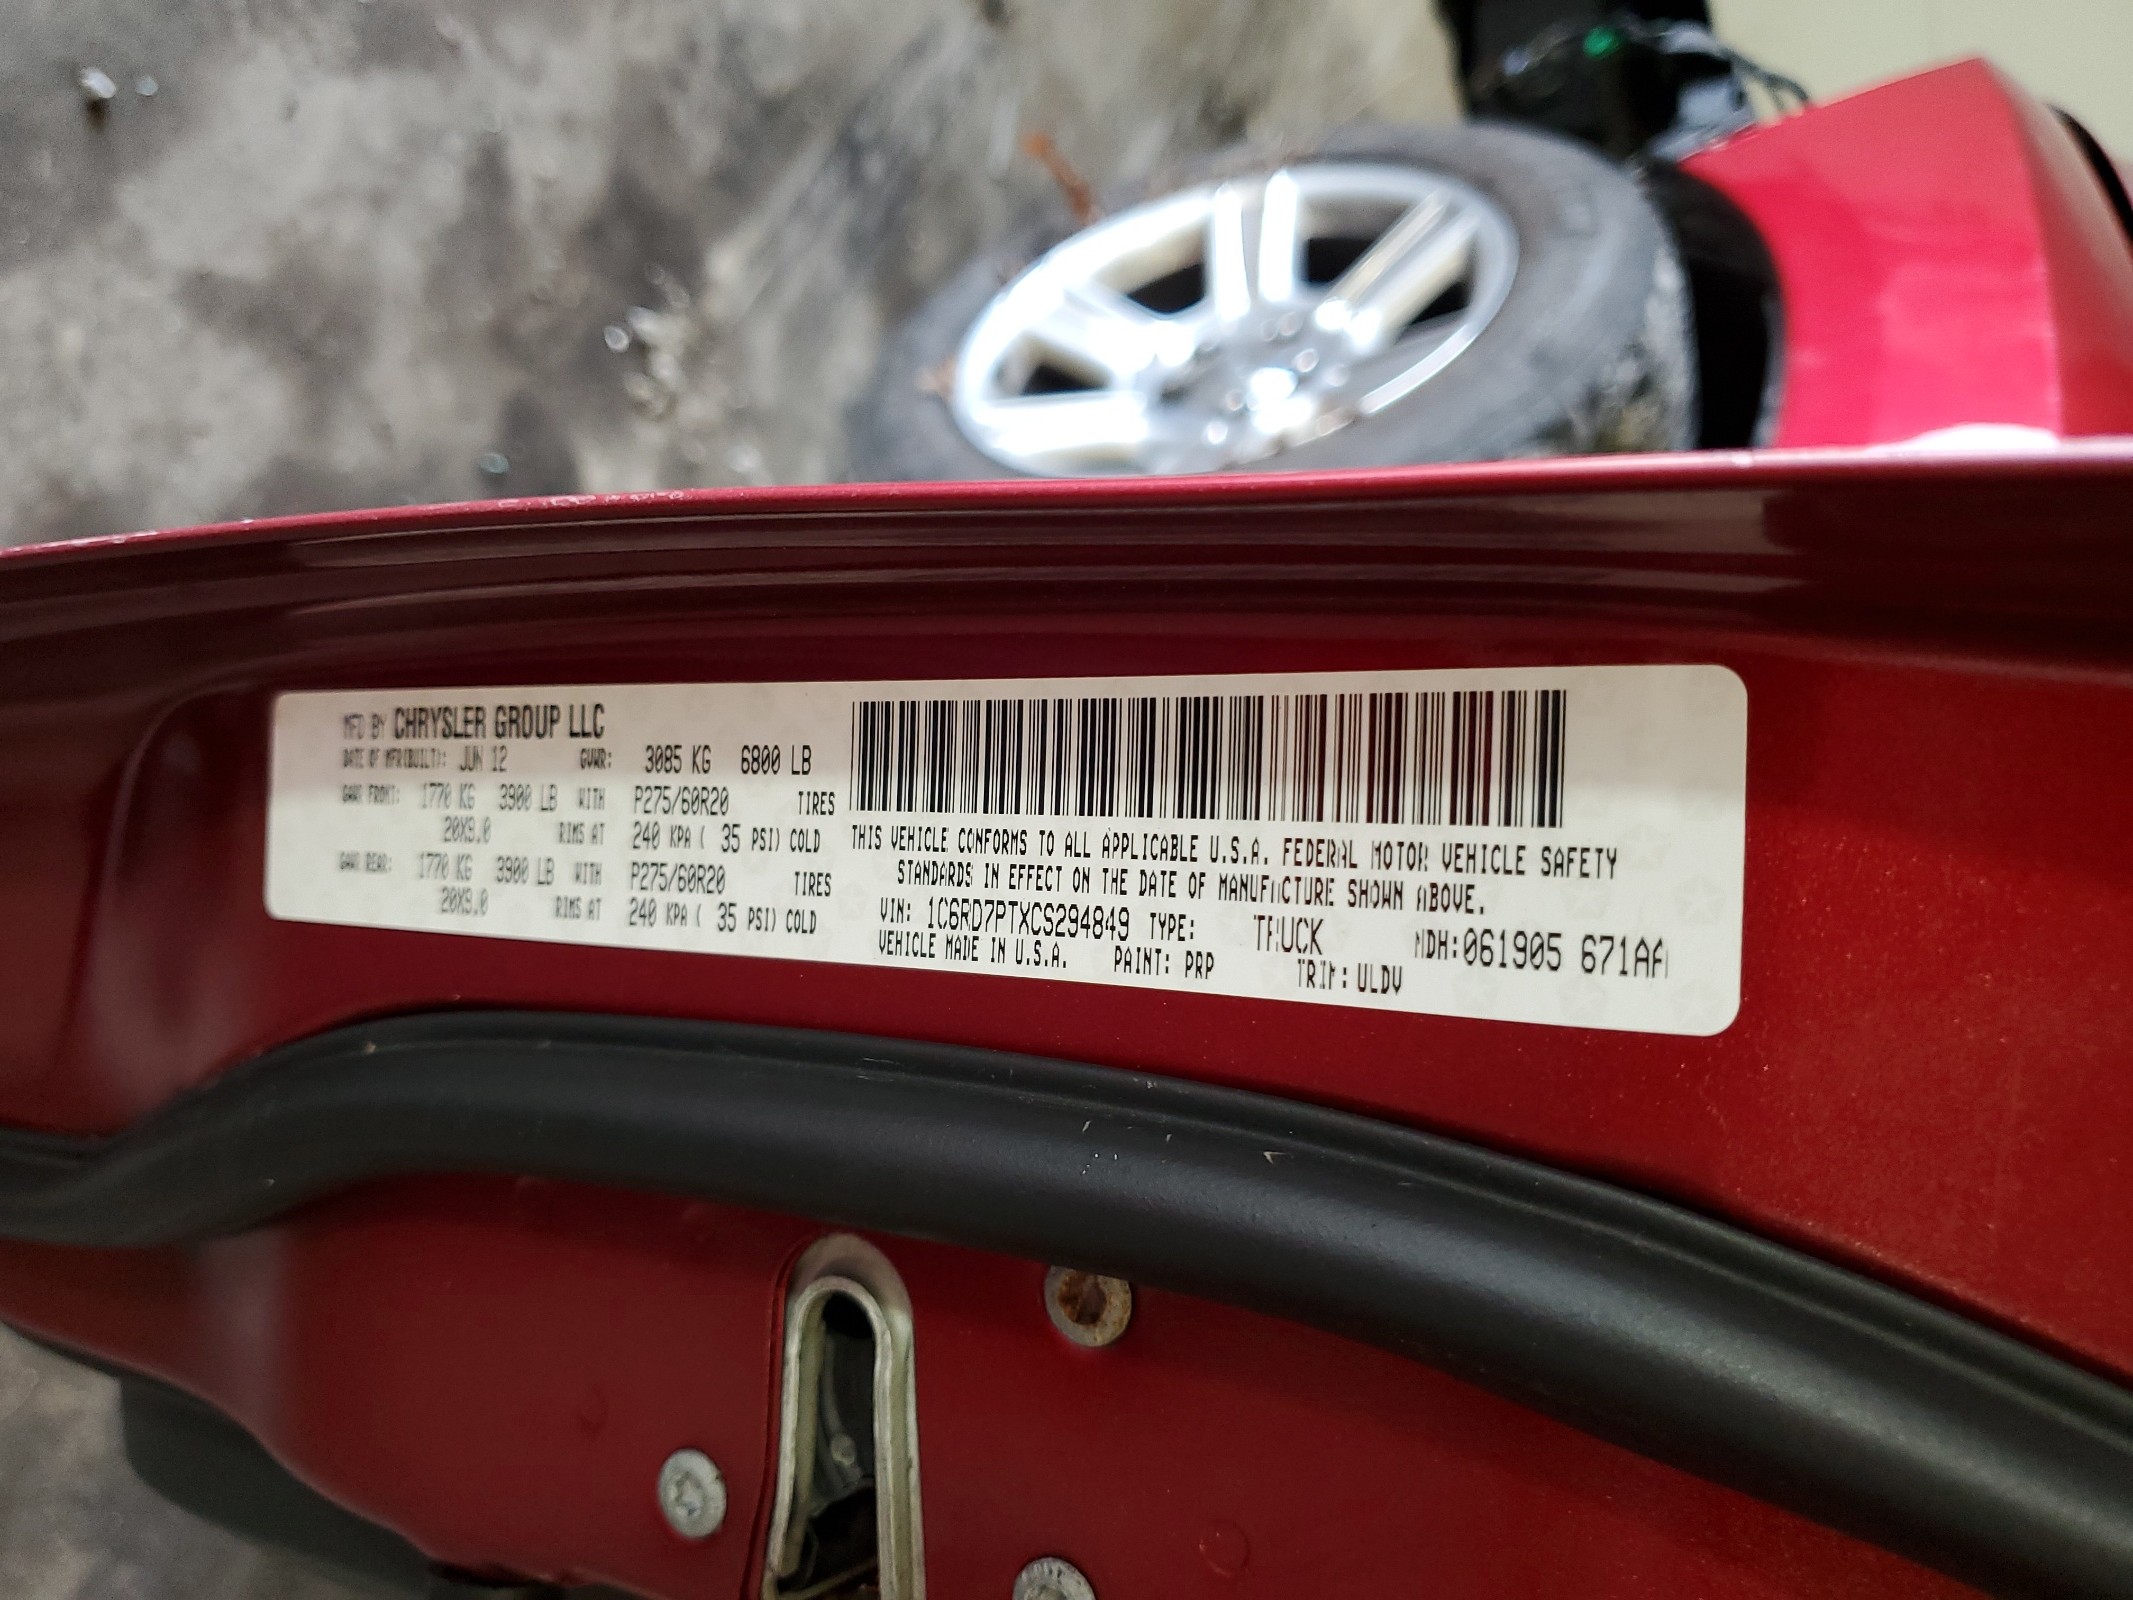 MFD BY CHRYSLER GROUP LLC
DATE OF MFR(BUILT): JUN 12 GVWR: 3085 KG 6800 LB
GAWR FRONT: 1770 KG 3900 LB WITH P275/60R20 TIRES
20X9.0 RIMS AT 240 KPA ( 35 PSI) COLD
GAWR REAR: 1770 KG 3900 LB WITH P275/60R20 TIRES
20X9.0 RIMS AT 240 KPA ( 35 PSI) COLD
THIS VEHICLE CONFORMS TO ALL APPLICABLE U.S.A. FEDERAL MOTOR VEHICLE SAFETY
STANDARDS IN EFFECT ON THE DATE OF MANUFACTURE SHOWN ABOVE.
VIN: 1C6RD7PTXCS294849 TYPE: TRUCK MDH:061905 671AA
VEHICLE MADE IN U.S.A. PAINT: PRP TRIM: ULDV